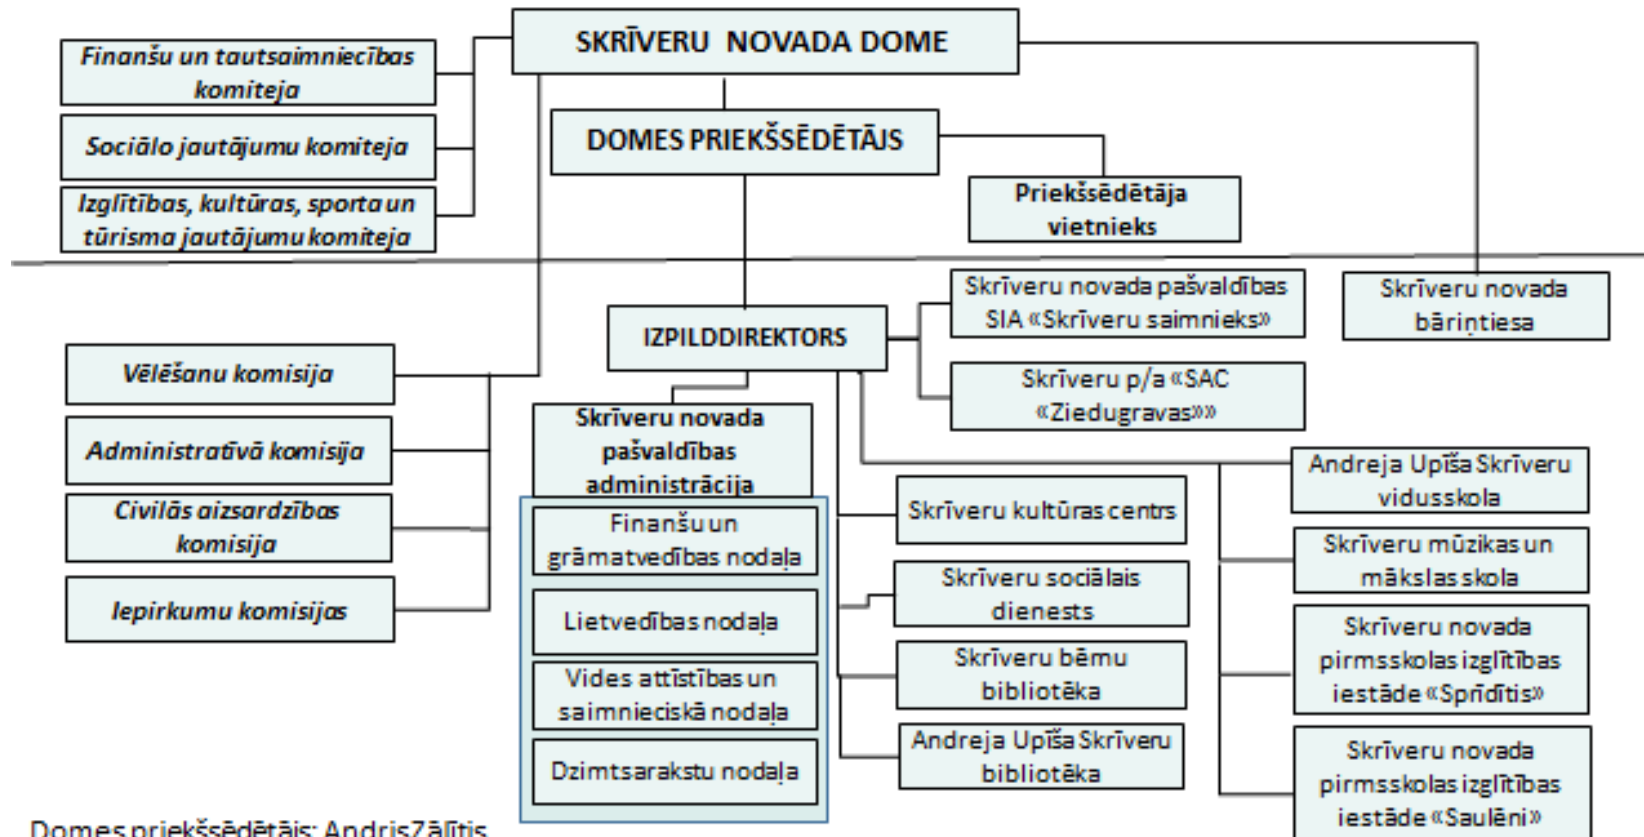 SKRĪVERU NOVADA DOME
Finanšu un tautsaimniecības
komiteja
Sociālo jautājumu komiteja
Izglītības, kultūras, sporta un
tūrisma jautājumu komiteja
DOMES PRIEKŠSĒDĒTĀJS
Priekšsēdētāja
vietnieks
Skrīveru novada
bāriņtiesa
Skrīveru novada pašvaldības
SIA «Skrīveru saimnieks»
IZPILDDIREKTORS
Skrīveru p/a «SAC
«Ziedugravas»»
Vēlēšanu komisija
Administratīvā komisija
Civilās aizsardzības
komisija
Iepirkumu komisijas
Skrīveru novada
pašvaldības
administrācija
Finanšu un
grāmatvedības nodaļa
Lietvedības nodaļa
Vides attīstības un
saimnieciskā nodaļa
Dzimtsarakstu nodaļa
Skrīveru kultūras centrs
Skrīveru sociālais
dienests
Skrīveru bērnu
bibliotēka
Andreja Upīša Skrīveru
bibliotēka
Andreja Upīša Skrīveru
vidusskola
Skrīveru mūzikas un
mākslas skola
Skrīveru novada
pirmsskolas izglītības
iestāde «Sprīdītis»
Skrīveru novada
pirmsskolas izglītības
iestāde «Saulēni»
Domes priekšsēdētājs: Andris Zālītis